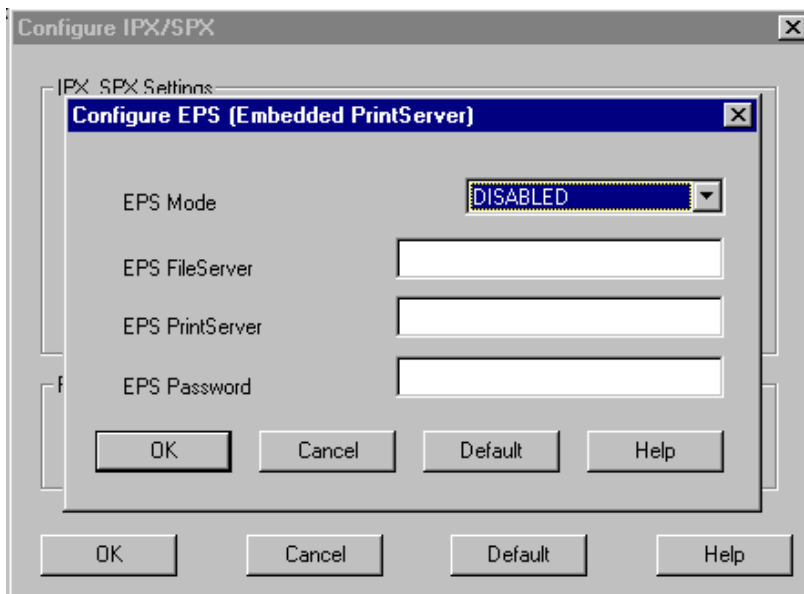 Configure IPX/SPX
IPX, SPX Settings
Configure EPS (Embedded PrintServer)
EPS Mode
DISABLED
EPS FileServer
EPS PrintServer
EPS Password
OK Cancel Default Help
OK Cancel Default Help